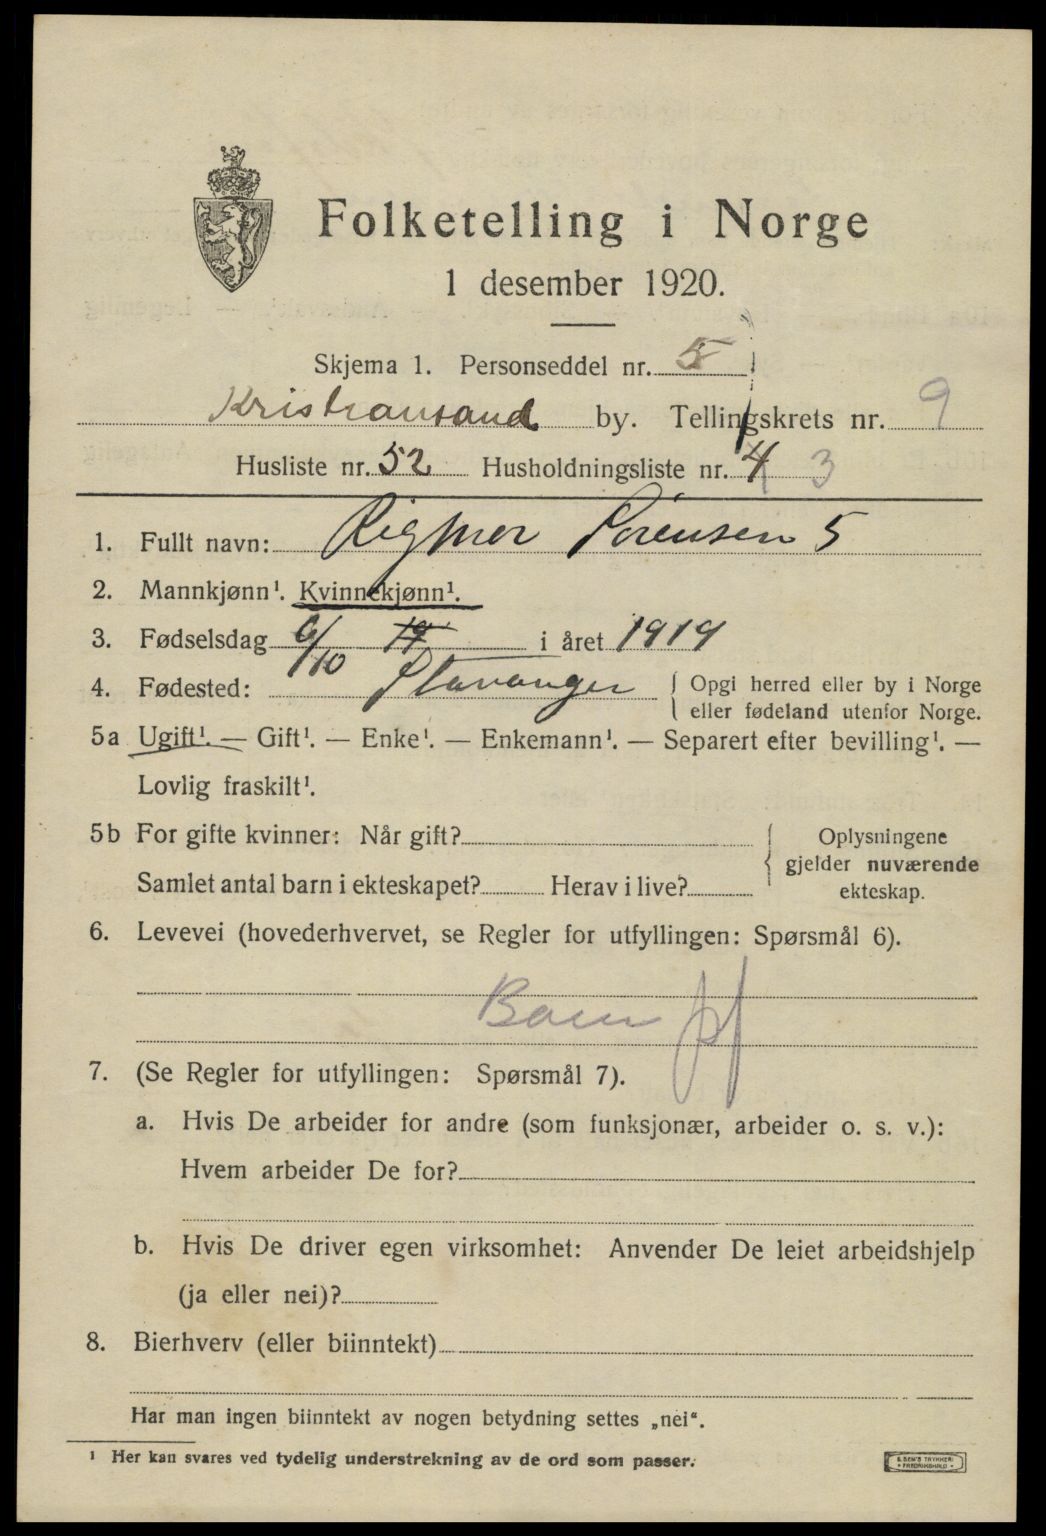 Folketelling i Norge
1 desember 1920.
Skjema 1. Personseddel nr. 5
Kristiansand by. Tellingskrets nr. 9
Husliste nr. 52 Husholdningsliste nr. 4 3
1. Fullt navn: Rigmor Sørensen 5
2. Mannkjønn¹. Kvinnekjønn¹.
3. Fødselsdag 6/10 i året 1919
4. Fødested: Stavanger { Opgi herred eller by i Norge
eller fødeland utenfor Norge.
5a Ugift¹. — Gift¹. — Enke¹. — Enkemann¹. — Separert efter bevilling¹. —
Lovlig fraskilt¹.
5b For gifte kvinner: Når gift?
Samlet antal barn i ekteskapet? Herav i live?
{ Oplysningene
gjelder nuværende
ekteskap.
6. Levevei (hovederhvervet, se Regler for utfyllingen: Spørsmål 6).
Barn
7. (Se Regler for utfyllingen: Spørsmål 7).
a. Hvis De arbeider for andre (som funksjonær, arbeider o. s. v.):
Hvem arbeider De for?
b. Hvis De driver egen virksomhet: Anvender De leiet arbeidshjelp
(ja eller nei)?
8. Bierhverv (eller biinntekt)
Har man ingen biinntekt av nogen betydning settes „nei“.
¹ Her kan svares ved tydelig understrekning av de ord som passer.
E. SEM'S TRYKKERI
• FREDRIKSHALD •